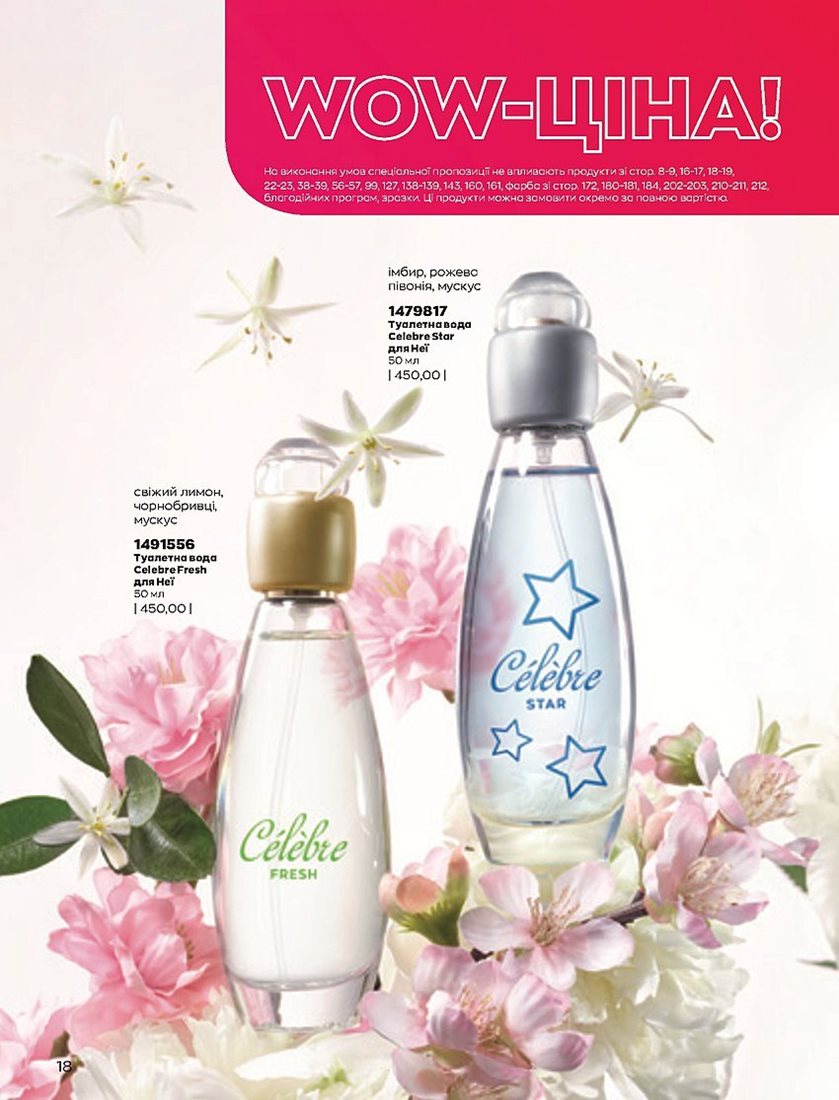 WOW-ЦІНА!
На виконання умов спеціальної пропозиції не впливають продукти зі стор. 8-9, 16-17, 18-19,
22-23, 38-39, 56-57, 99, 127, 138-139, 143, 160, 161, фарба зі стор. 172, 180-181, 184, 202-203, 210-211, 212,
благодійних програм, зразки. Ці продукти можна замовити окремо за повною вартістю.
імбир, рожева
півонія, мускус
1479817
Туалетна вода
Celebre Star
для Неї
50 мл
| 450,00 |
свіжий лимон,
чорнобривці,
мускус
1491556
Туалетна вода
Celebre Fresh
для Неї
50 мл
| 450,00 |
Célèbre
STAR
Célèbre
FRESH
18